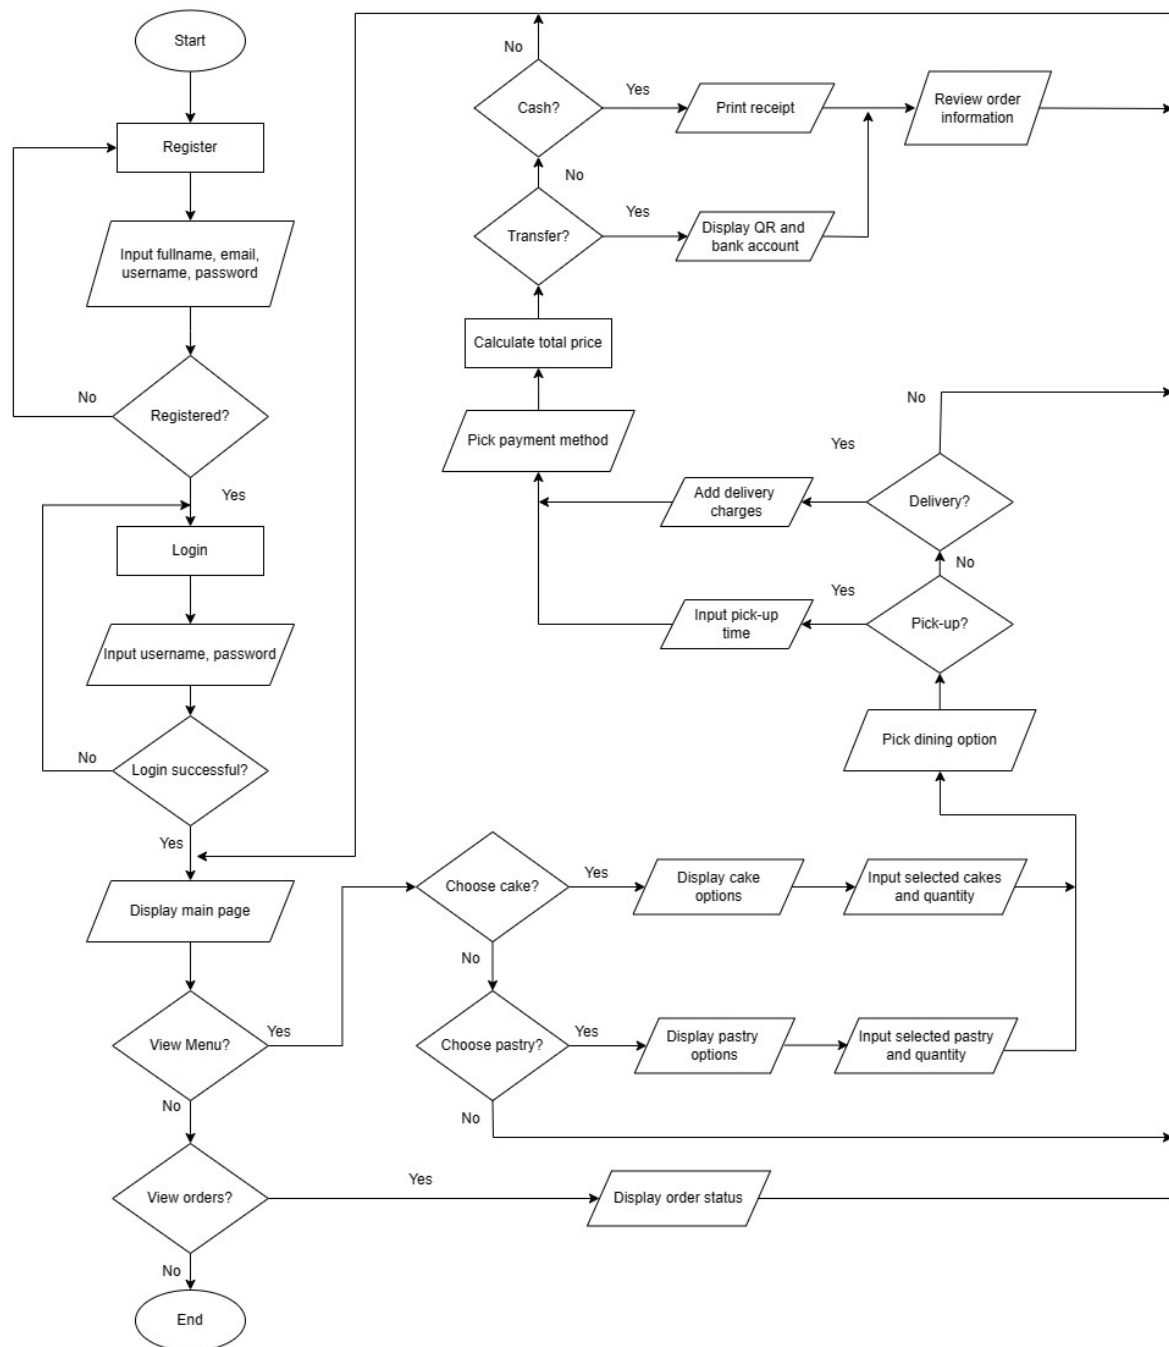 Start
Register
Input fullname, email,
username, password
No
Registered?
Yes
Login
Input username, password
No
Login successful?
Yes
Display main page
View Menu?
Yes
No
View orders?
Yes
Display order status
No
End
Choose cake?
Yes
Display cake
options
Input selected cakes
and quantity
No
Choose pastry?
Yes
Display pastry
options
Input selected pastry
and quantity
No
Pick dining option
Pick-up?
Yes
Input pick-up
time
No
Delivery?
Yes
Add delivery
charges
No
Pick payment method
Calculate total price
Transfer?
Yes
Display QR and
bank account
No
Cash?
Yes
Print receipt
Review order
information
No